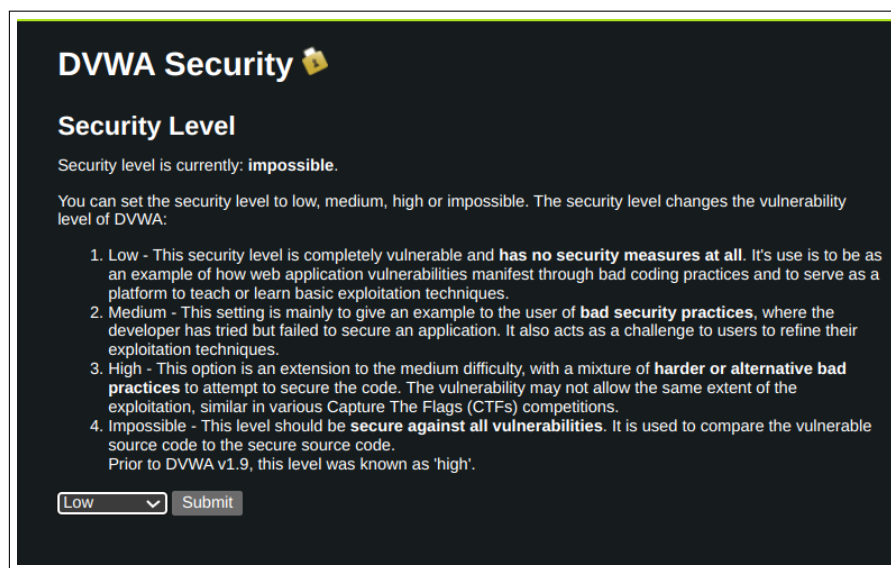 DVWA Security
Security Level
Security level is currently: impossible.
You can set the security level to low, medium, high or impossible. The security level changes the vulnerability
level of DVWA:
1. Low - This security level is completely vulnerable and has no security measures at all. It's use is to be as
an example of how web application vulnerabilities manifest through bad coding practices and to serve as a
platform to teach or learn basic exploitation techniques.
2. Medium - This setting is mainly to give an example to the user of bad security practices, where the
developer has tried but failed to secure an application. It also acts as a challenge to users to refine their
exploitation techniques.
3. High - This option is an extension to the medium difficulty, with a mixture of harder or alternative bad
practices to attempt to secure the code. The vulnerability may not allow the same extent of the
exploitation, similar in various Capture The Flags (CTFs) competitions.
4. Impossible - This level should be secure against all vulnerabilities. It is used to compare the vulnerable
source code to the secure source code.
Prior to DVWA v1.9, this level was known as 'high'.
Low Submit